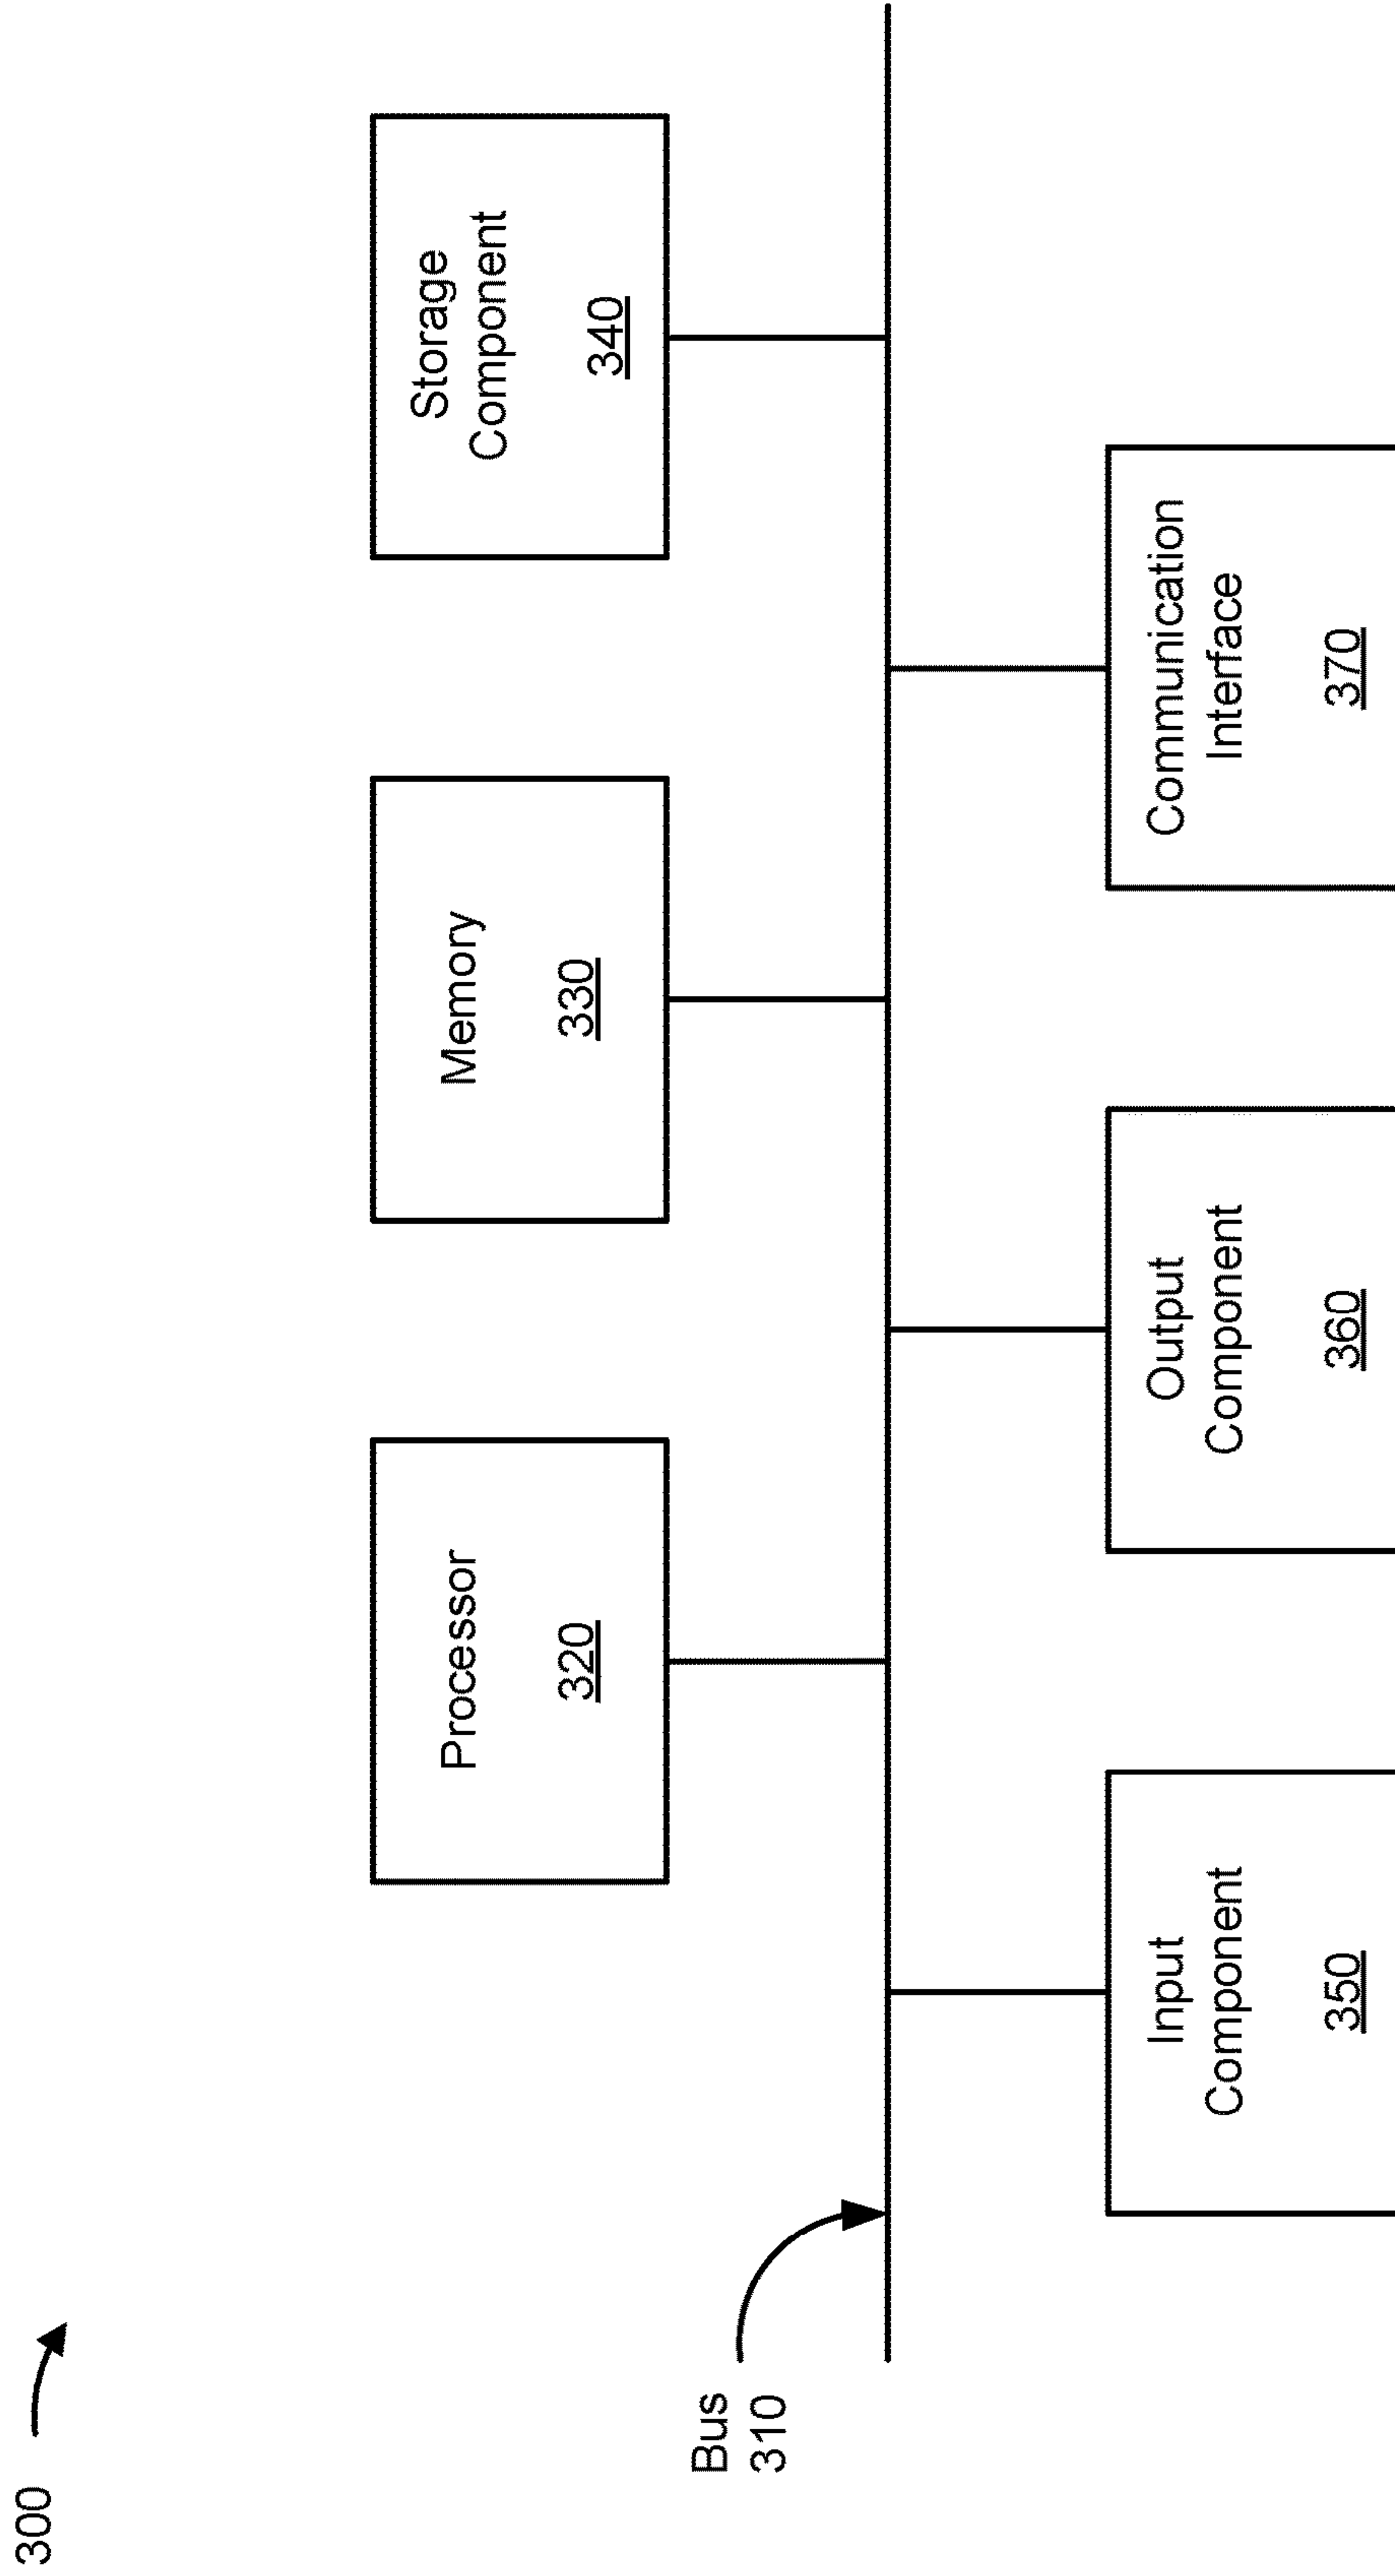 300
Processor
320
Memory
330
Storage
Component
340
Bus
310
Input
Component
350
Output
Component
360
Communication
Interface
370